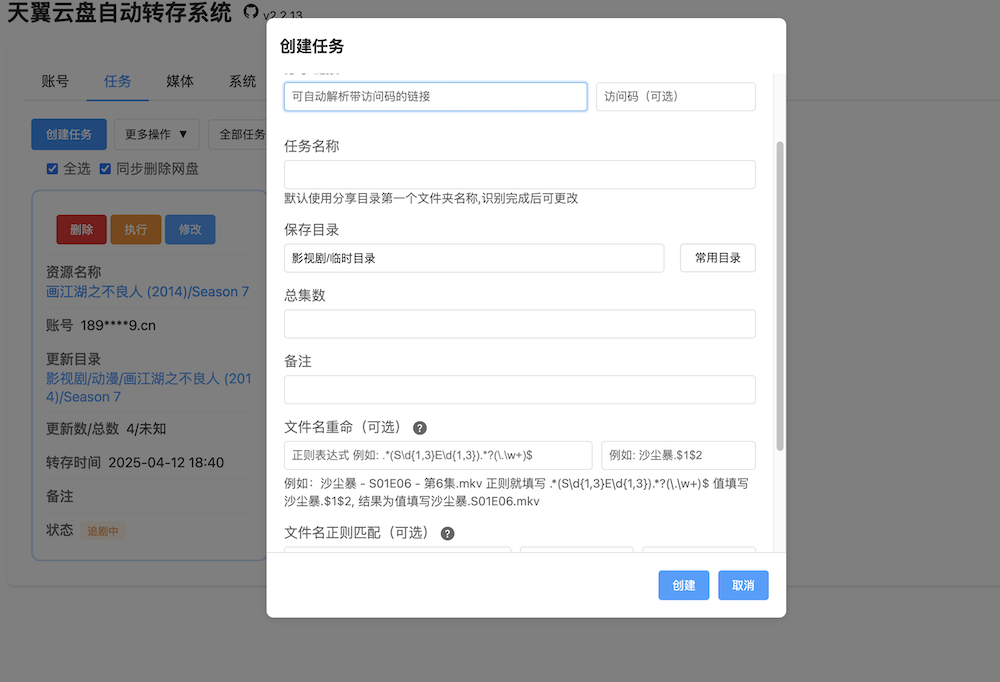 天翼云盘自动转存系统 v2.2.13
账号 任务 媒体 系统
创建任务 更多操作 ▼ 全部任务
全选 同步删除网盘
删除 执行 修改
资源名称
画江湖之不良人 (2014)/Season 7
账号 189****9.cn
更新目录
影视剧/动漫/画江湖之不良人 (201
4)/Season 7
更新数/总数 4/未知
转存时间 2025-04-12 18:40
备注
状态 追剧中
创建任务
可自动解析带访问码的链接 访问码（可选）
任务名称
默认使用分享目录第一个文件夹名称,识别完成后可更改
保存目录
影视剧/临时目录 常用目录
总集数
备注
文件名重命（可选） ?
正则表达式 例如: .*(S\d{1,3}E\d{1,3}).*?(\.\w+)$ 例如: 沙尘暴.$1$2
例如：沙尘暴 - S01E06 - 第6集.mkv 正则就填写 .*(S\d{1,3}E\d{1,3}).*?(\.\w+)$ 值填写
沙尘暴.$1$2, 结果为值填写沙尘暴.S01E06.mkv
文件名正则匹配（可选） ?
创建 取消